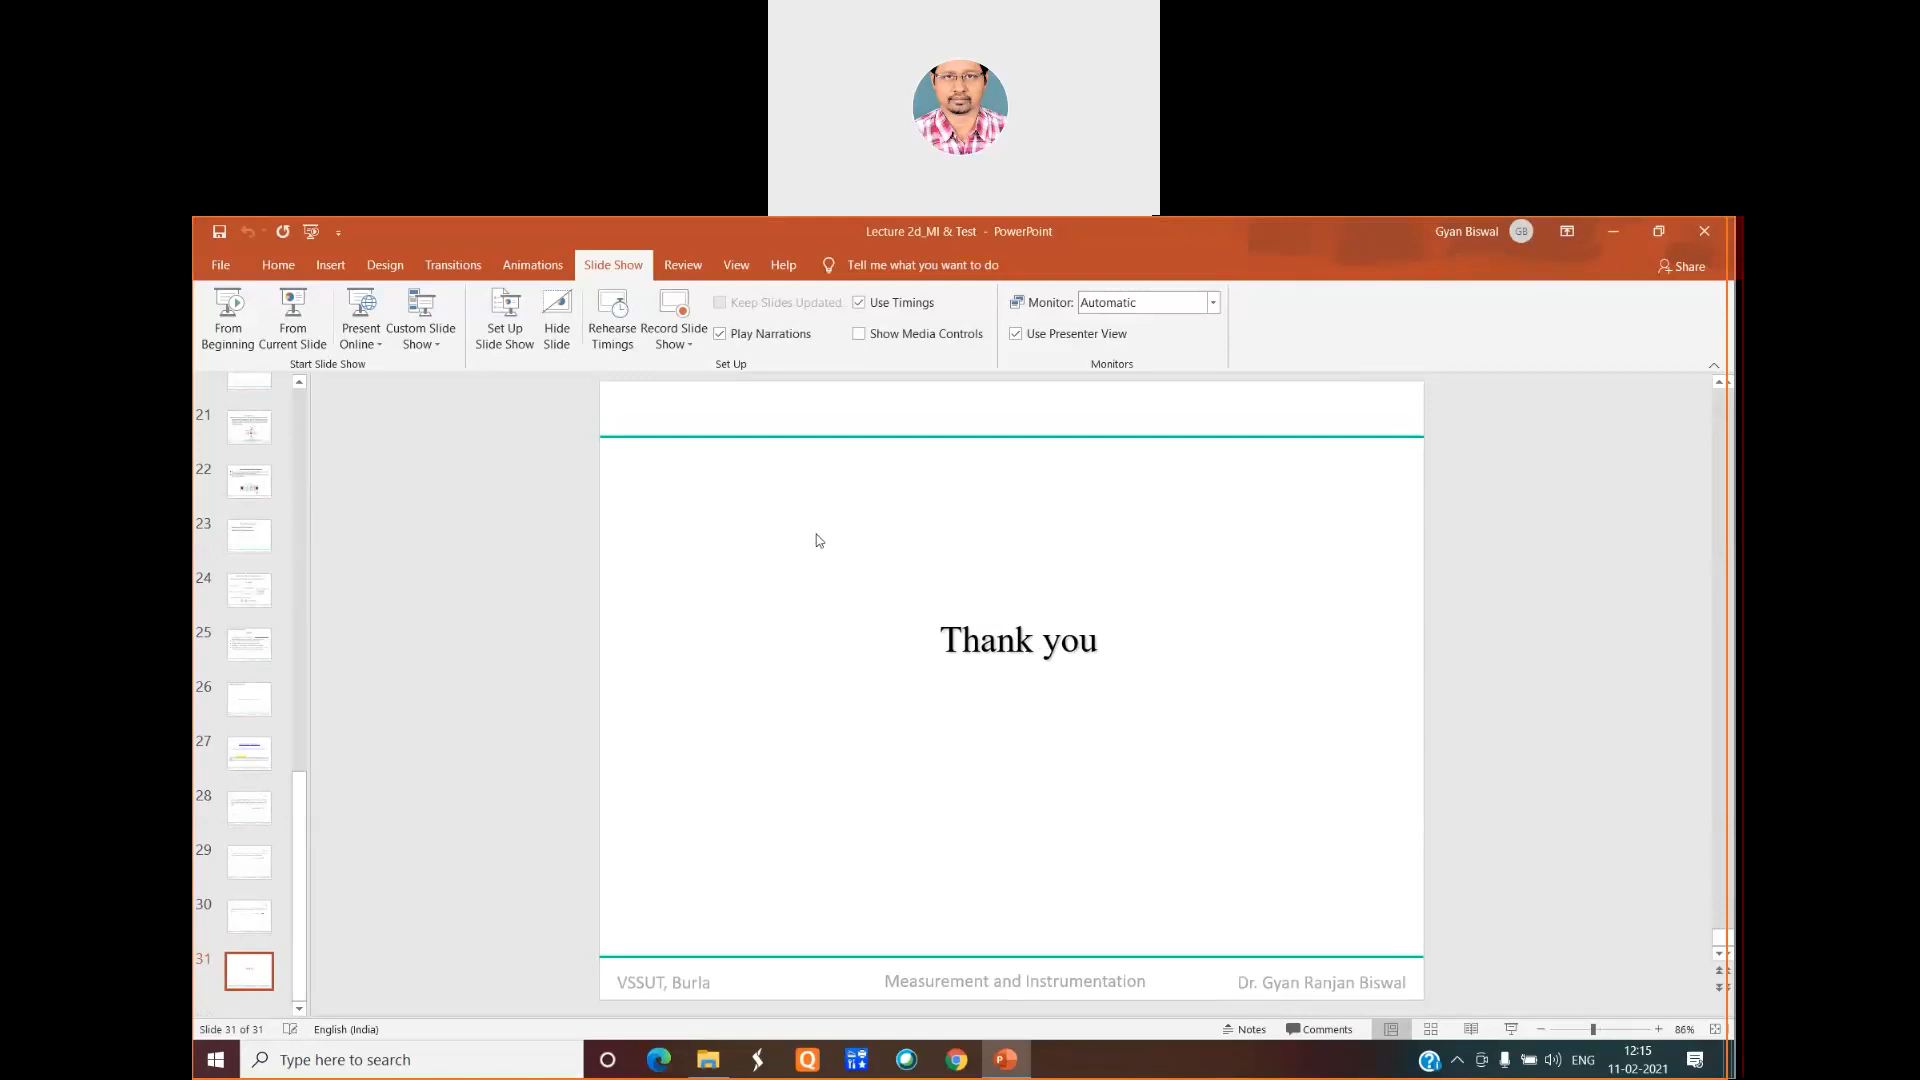 Lecture 2d_MI & Test - PowerPoint
Gyan Biswal GB
File Home Insert Design Transitions Animations Slide Show Review View Help Tell me what you want to do Share
From Beginning
From Current Slide
Present Online
Custom Slide Show
Set Up Slide Show
Hide Slide
Rehearse Timings
Record Slide Show
Keep Slides Updated
Use Timings
Play Narrations
Show Media Controls
Monitor: Automatic
Use Presenter View
Start Slide Show
Set Up
Monitors
21
22
23
24
25
26
27
28
29
30
31
Thank you
VSSUT, Burla Measurement and Instrumentation Dr. Gyan Ranjan Biswal
Slide 31 of 31 English (India) Notes Comments 86%
Type here to search
ENG
12:15
11-02-2021